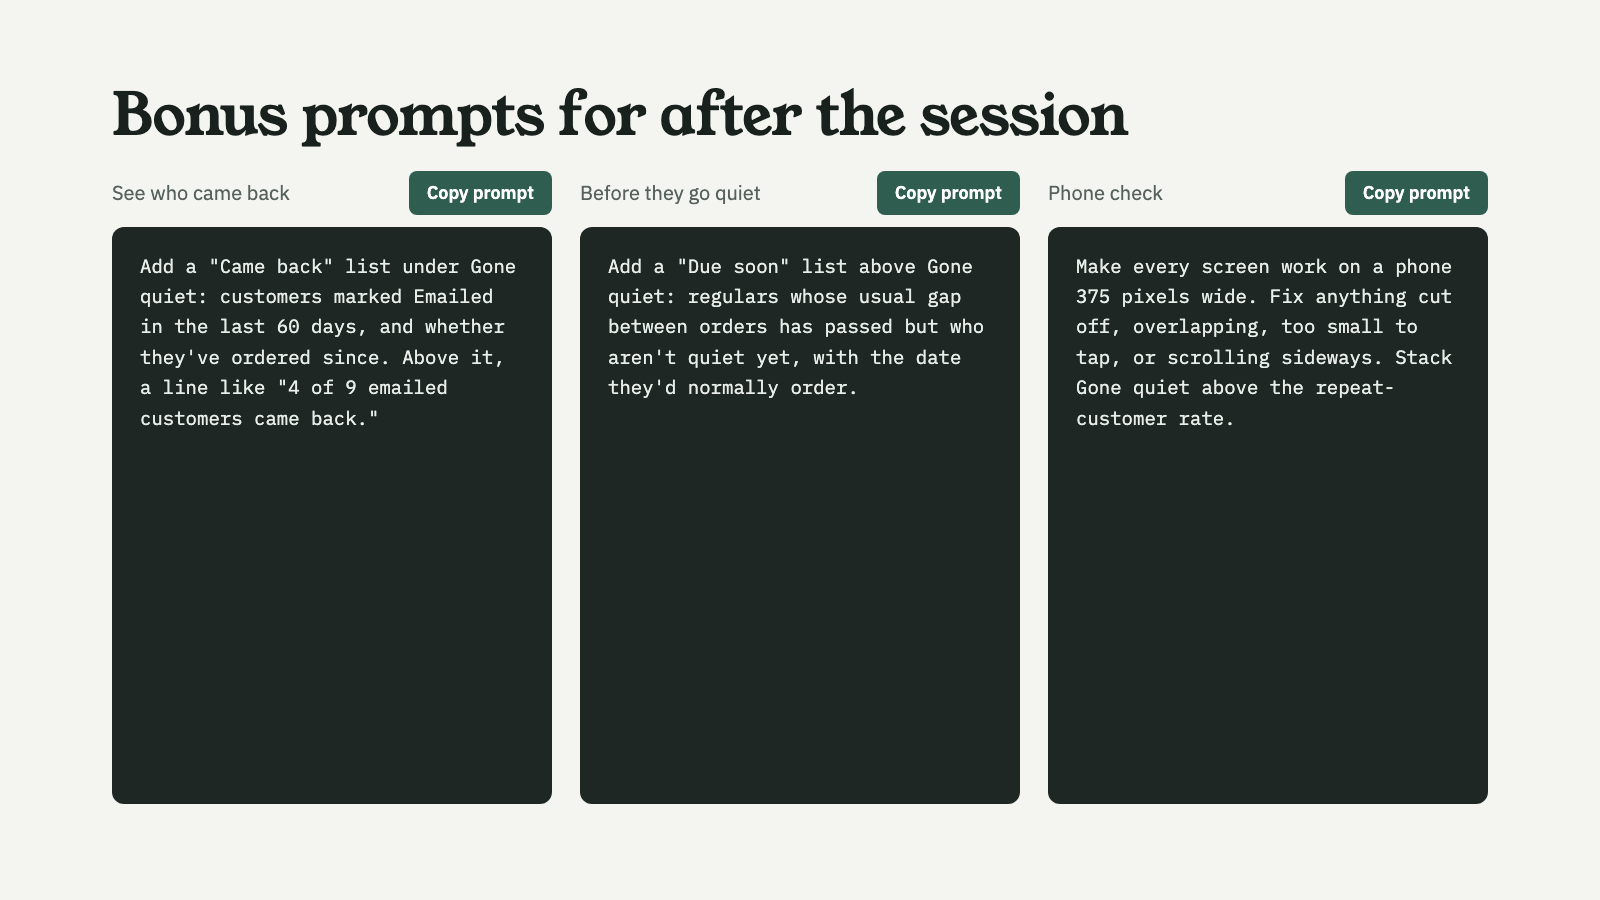 Bonus prompts for after the session
See who came back
Copy prompt
Add a "Came back" list under Gone
quiet: customers marked Emailed
in the last 60 days, and whether
they've ordered since. Above it,
a line like "4 of 9 emailed
customers came back."
Before they go quiet
Copy prompt
Add a "Due soon" list above Gone
quiet: regulars whose usual gap
between orders has passed but who
aren't quiet yet, with the date
they'd normally order.
Phone check
Copy prompt
Make every screen work on a phone
375 pixels wide. Fix anything cut
off, overlapping, too small to
tap, or scrolling sideways. Stack
Gone quiet above the repeat-
customer rate.